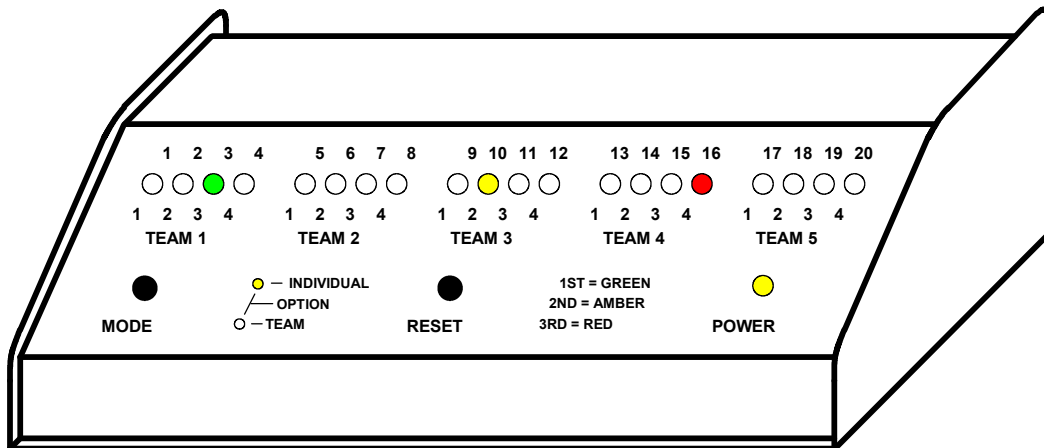 1 2 3 4 5 6 7 8 9 10 11 12 13 14 15 16 17 18 19 20
1 2 3 4 1 2 3 4 1 2 3 4 1 2 3 4 1 2 3 4
TEAM 1 TEAM 2 TEAM 3 TEAM 4 TEAM 5
INDIVIDUAL 1ST = GREEN
OPTION 2ND = AMBER
TEAM 3RD = RED
MODE RESET POWER